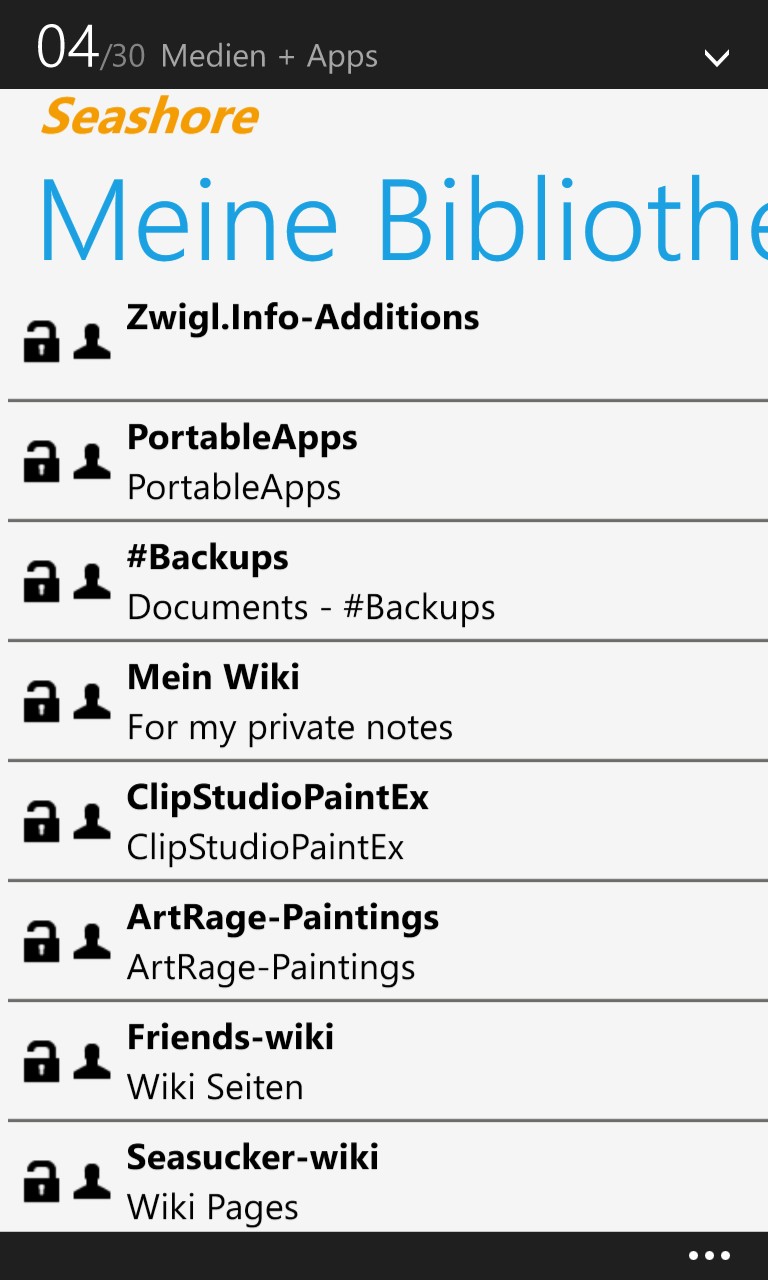 04/30 Medien + Apps
Seashore
Meine Bibliothe
Zwigl.Info-Additions
PortableApps
PortableApps
#Backups
Documents - #Backups
Mein Wiki
For my private notes
ClipStudioPaintEx
ClipStudioPaintEx
ArtRage-Paintings
ArtRage-Paintings
Friends-wiki
Wiki Seiten
Seasucker-wiki
Wiki Pages